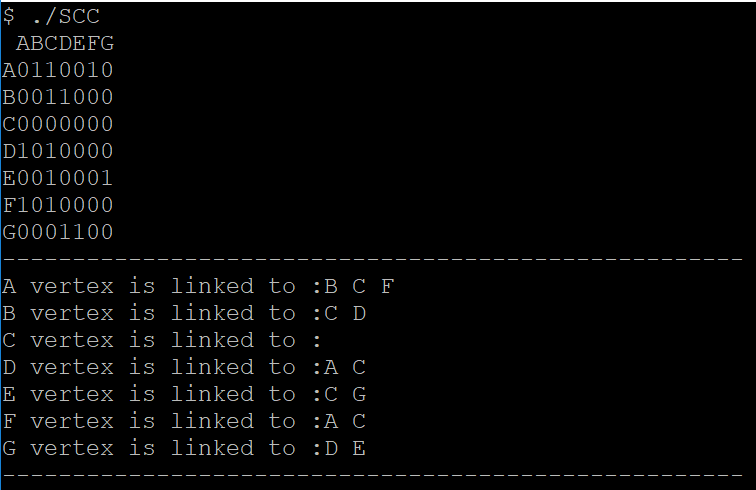 $ ./SCC
 ABCDEFG
A0110010
B0011000
C0000000
D1010000
E0010001
F1010000
G0001100
-----------------------------------------------------
A vertex is linked to :B C F
B vertex is linked to :C D
C vertex is linked to :
D vertex is linked to :A C
E vertex is linked to :C G
F vertex is linked to :A C
G vertex is linked to :D E
-----------------------------------------------------